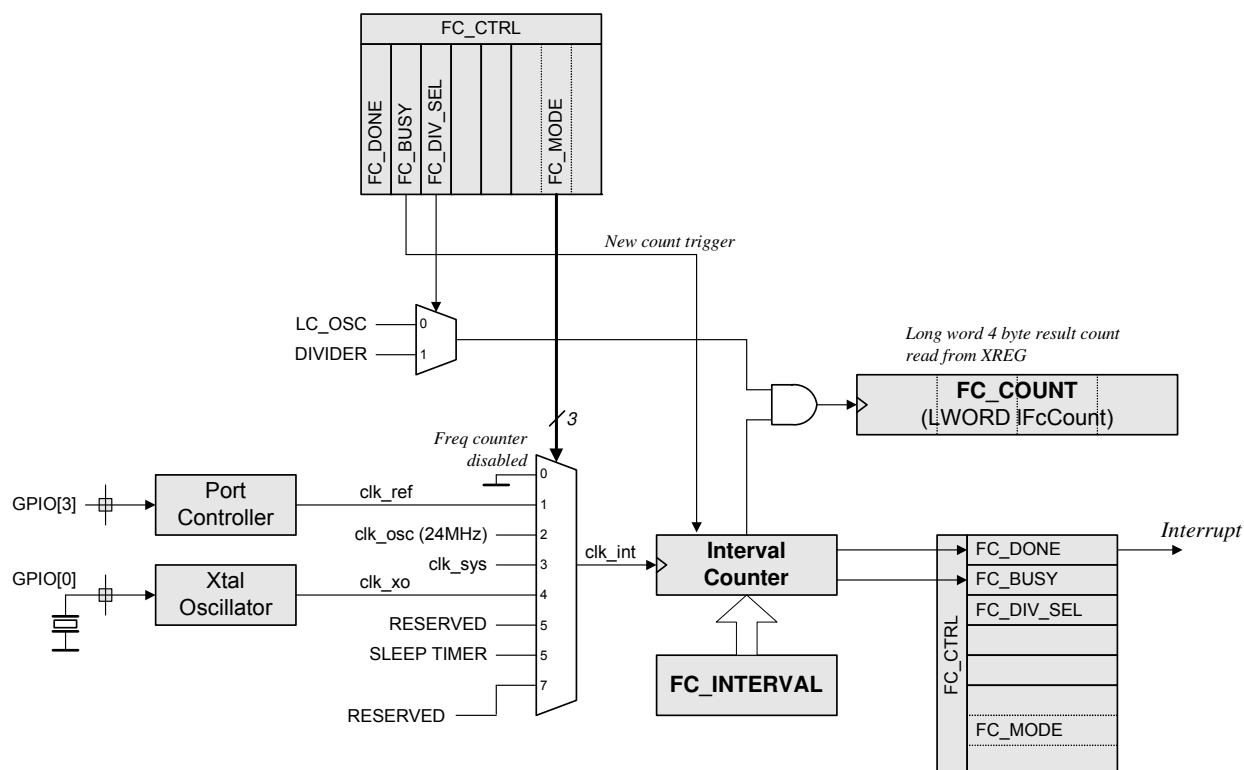 FC_CTRL
FC_DONE
FC_BUSY
FC_DIV_SEL
FC_MODE
New count trigger
LC_OSC
0
DIVIDER
1
Long word 4 byte result count
read from XREG
FC_COUNT
(LWORD lFcCount)
3
Freq counter
disabled
0
GPIO[3]
Port
Controller
clk_ref
1
clk_osc (24MHz)
2
clk_sys
3
GPIO[0]
Xtal
Oscillator
clk_xo
4
RESERVED
5
SLEEP TIMER
5
RESERVED
7
clk_int
Interval
Counter
FC_INTERVAL
FC_CTRL
FC_DONE
FC_BUSY
FC_DIV_SEL
FC_MODE
Interrupt